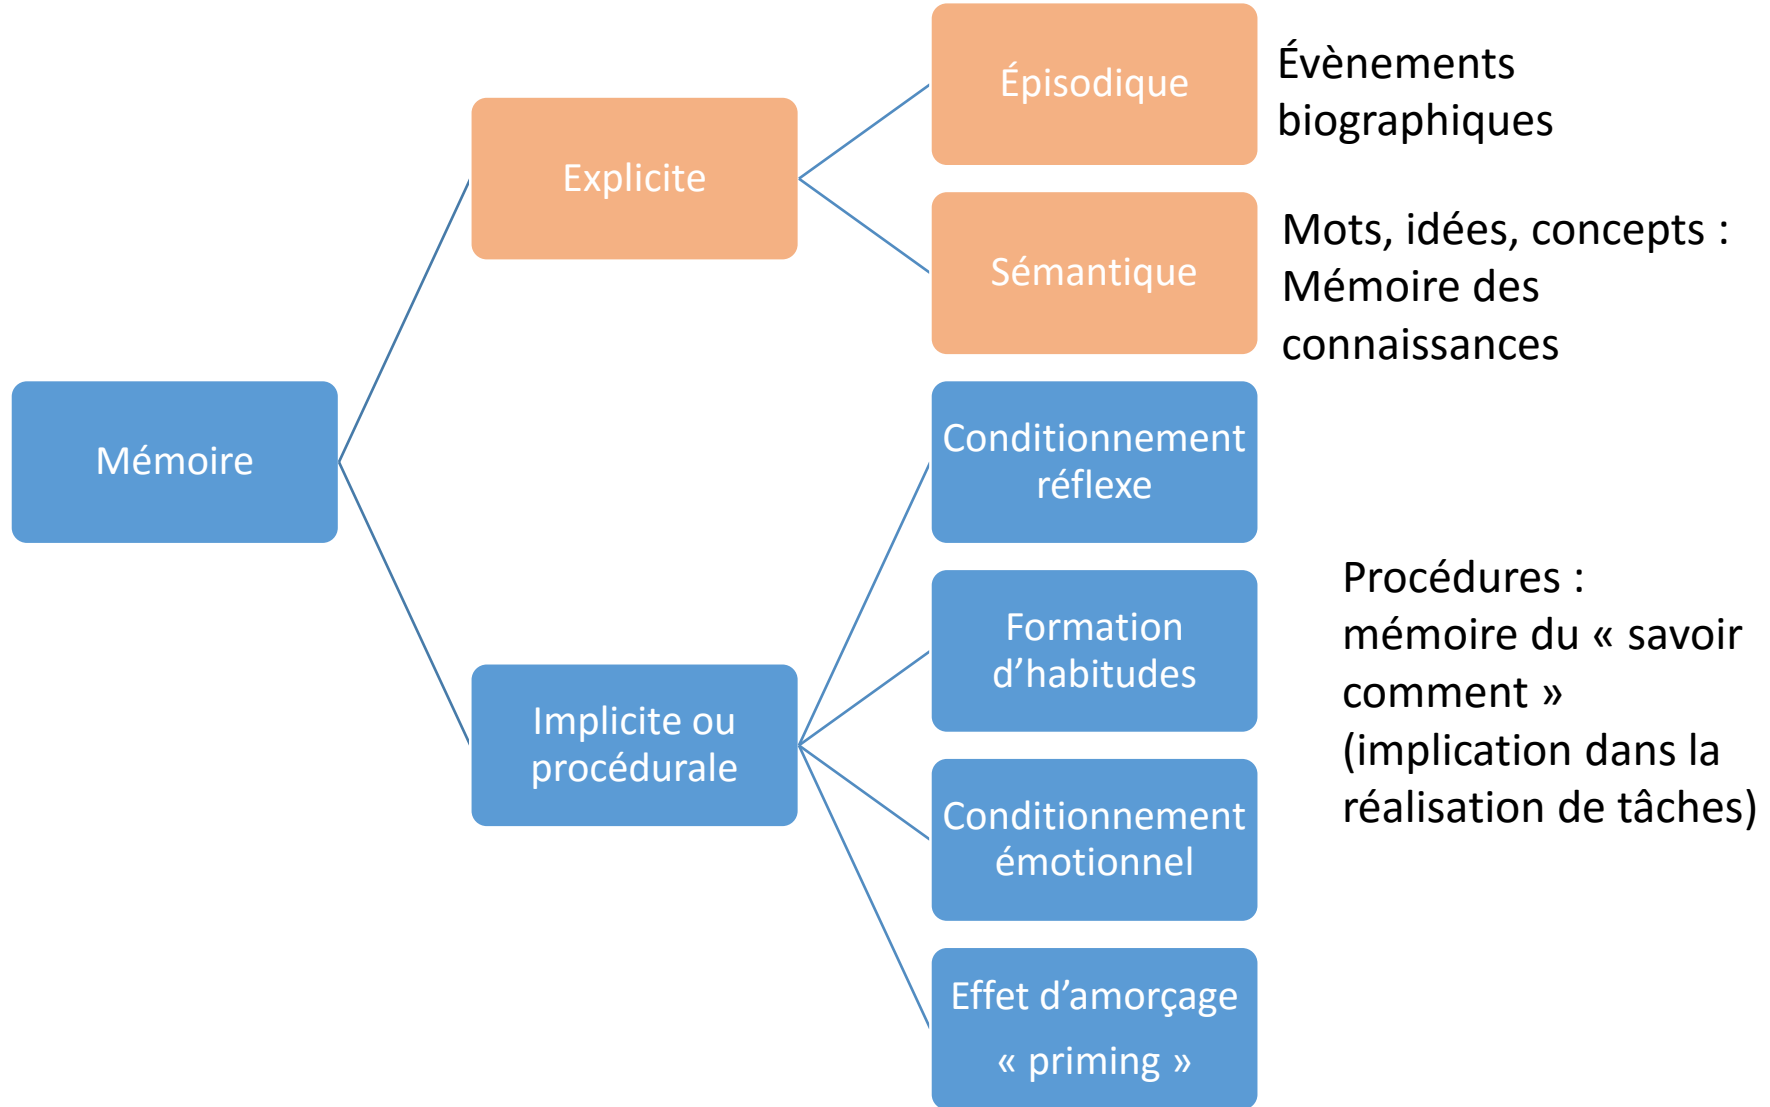 Épisodique
Évènements
biographiques
Explicite
Sémantique
Mots, idées, concepts :
Mémoire des
connaissances
Mémoire
Conditionnement
réflexe
Formation
d’habitudes
Implicite ou
procédurale
Procédures :
mémoire du « savoir
comment »
(implication dans la
réalisation de tâches)
Conditionnement
émotionnel
Effet d’amorçage
« priming »